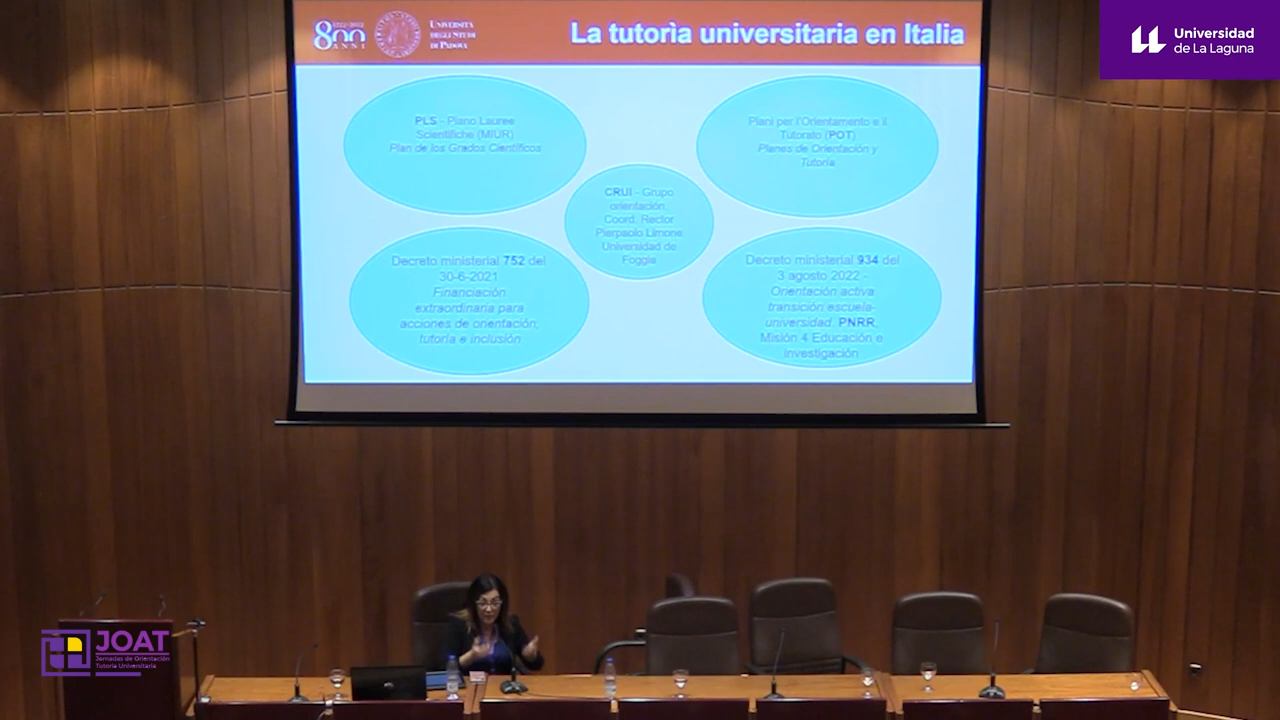 1222-2022
800
ANNI
UNIVERSITÀ
DEGLI STUDI
DI PADOVA
La tutorìa universitaria en Italia
Universidad
de La Laguna
PLS - Piano Lauree
Scientifiche (MIUR)
Plan de los Grados Científicos
Piani per l'Orientamento e il
Tutorato (POT)
Planes de Orientación y
Tutoría
CRUI - Grupo
orientación
Coord. Rector
Pierpaolo Limone
Universidad de
Foggia
Decreto ministerial 752 del
30-6-2021
Financiación
extraordinaria para
acciones de orientación,
tutoría e inclusión
Decreto ministerial 934 del
3 agosto 2022 -
Orientación activa
transición escuela-
universidad. PNRR,
Misión 4 Educación e
investigación
JOAT
Jornadas de Orientación
Tutoría Universitaria